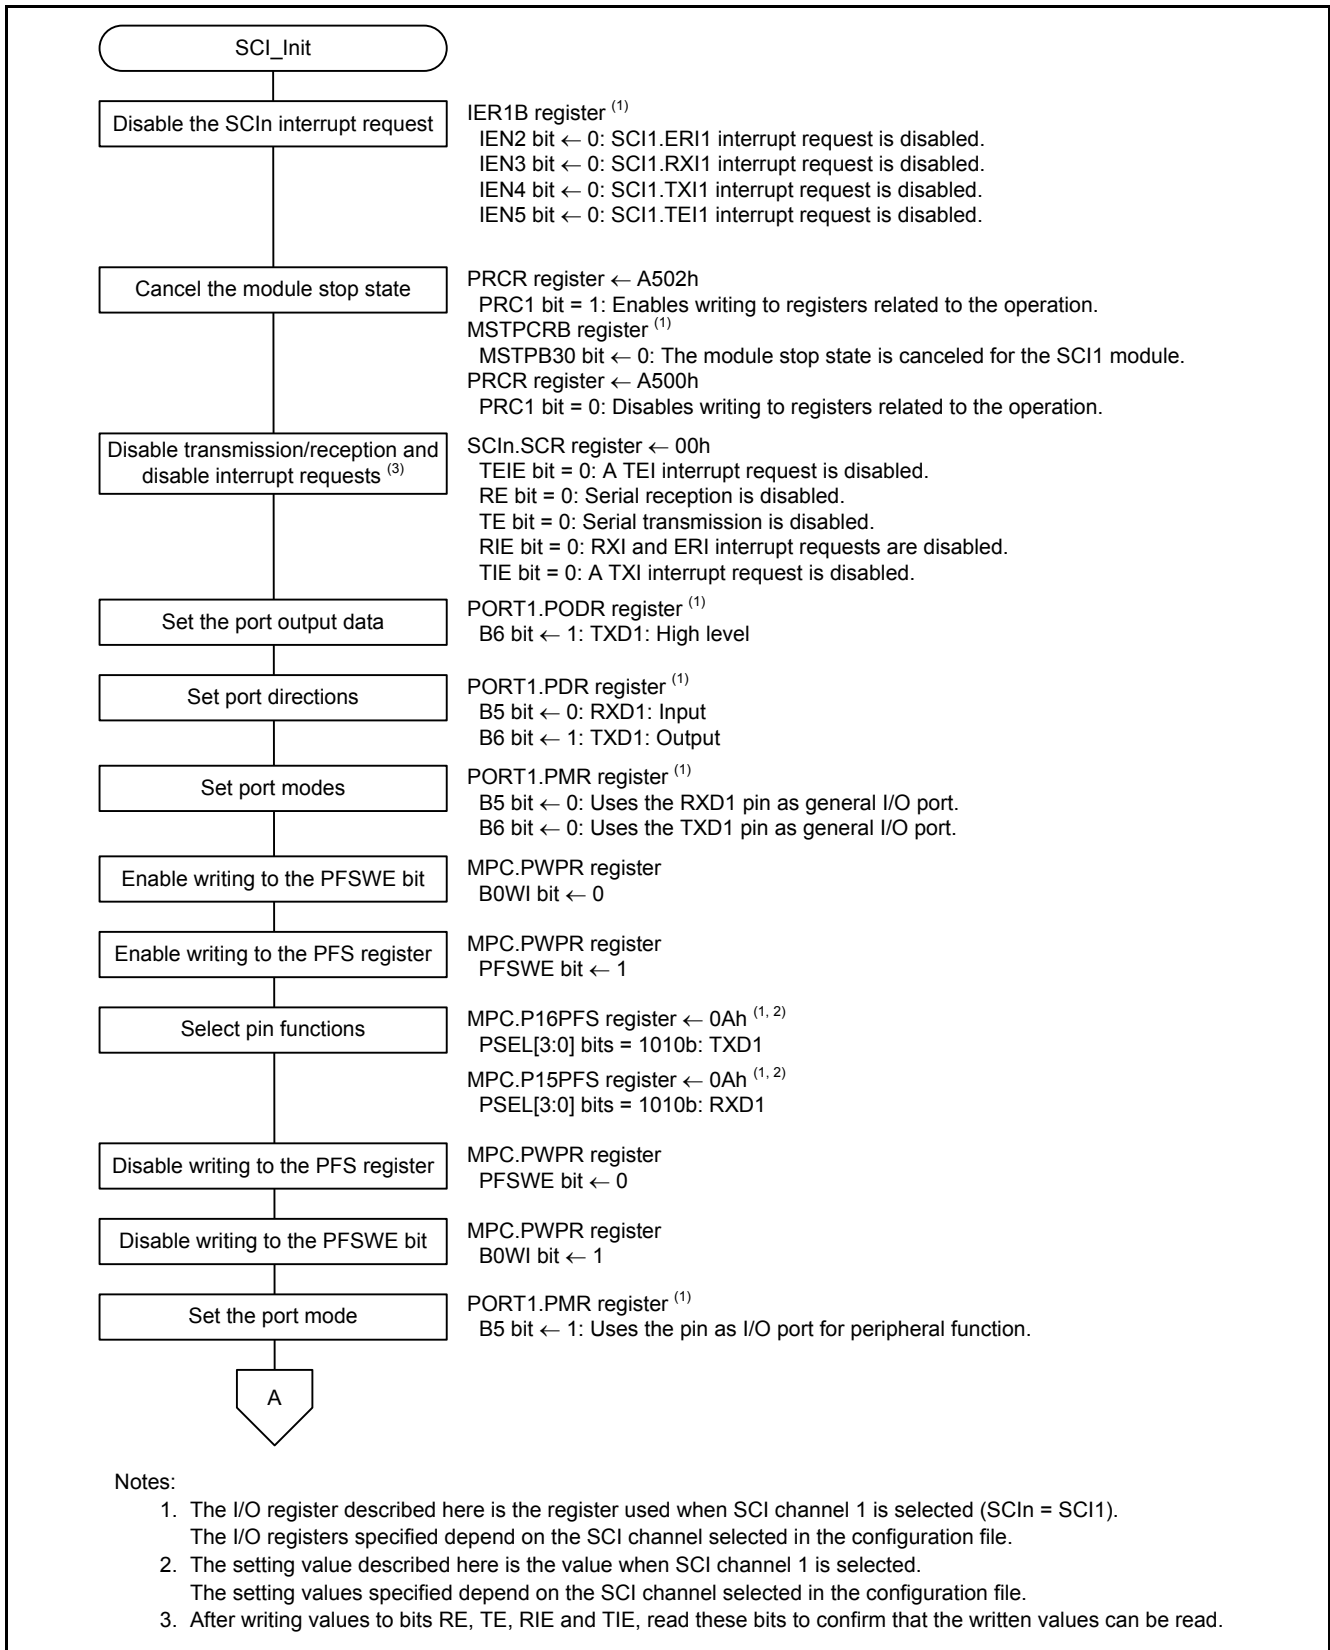 SCI_Init
Disable the SCIn interrupt request
IER1B register (1)
IEN2 bit ← 0: SCI1.ERI1 interrupt request is disabled.
IEN3 bit ← 0: SCI1.RXI1 interrupt request is disabled.
IEN4 bit ← 0: SCI1.TXI1 interrupt request is disabled.
IEN5 bit ← 0: SCI1.TEI1 interrupt request is disabled.
Cancel the module stop state
PRCR register ← A502h
PRC1 bit = 1: Enables writing to registers related to the operation.
MSTPCRB register (1)
MSTPB30 bit ← 0: The module stop state is canceled for the SCI1 module.
PRCR register ← A500h
PRC1 bit = 0: Disables writing to registers related to the operation.
Disable transmission/reception and
disable interrupt requests (3)
SCIn.SCR register ← 00h
TEIE bit = 0: A TEI interrupt request is disabled.
RE bit = 0: Serial reception is disabled.
TE bit = 0: Serial transmission is disabled.
RIE bit = 0: RXI and ERI interrupt requests are disabled.
TIE bit = 0: A TXI interrupt request is disabled.
Set the port output data
PORT1.PODR register (1)
B6 bit ← 1: TXD1: High level
Set port directions
PORT1.PDR register (1)
B5 bit ← 0: RXD1: Input
B6 bit ← 1: TXD1: Output
Set port modes
PORT1.PMR register (1)
B5 bit ← 0: Uses the RXD1 pin as general I/O port.
B6 bit ← 0: Uses the TXD1 pin as general I/O port.
Enable writing to the PFSWE bit
MPC.PWPR register
B0WI bit ← 0
Enable writing to the PFS register
MPC.PWPR register
PFSWE bit ← 1
Select pin functions
MPC.P16PFS register ← 0Ah (1, 2)
PSEL[3:0] bits = 1010b: TXD1
MPC.P15PFS register ← 0Ah (1, 2)
PSEL[3:0] bits = 1010b: RXD1
Disable writing to the PFS register
MPC.PWPR register
PFSWE bit ← 0
Disable writing to the PFSWE bit
MPC.PWPR register
B0WI bit ← 1
Set the port mode
PORT1.PMR register (1)
B5 bit ← 1: Uses the pin as I/O port for peripheral function.
A
Notes:
1. The I/O register described here is the register used when SCI channel 1 is selected (SCIn = SCI1).
The I/O registers specified depend on the SCI channel selected in the configuration file.
2. The setting value described here is the value when SCI channel 1 is selected.
The setting values specified depend on the SCI channel selected in the configuration file.
3. After writing values to bits RE, TE, RIE and TIE, read these bits to confirm that the written values can be read.